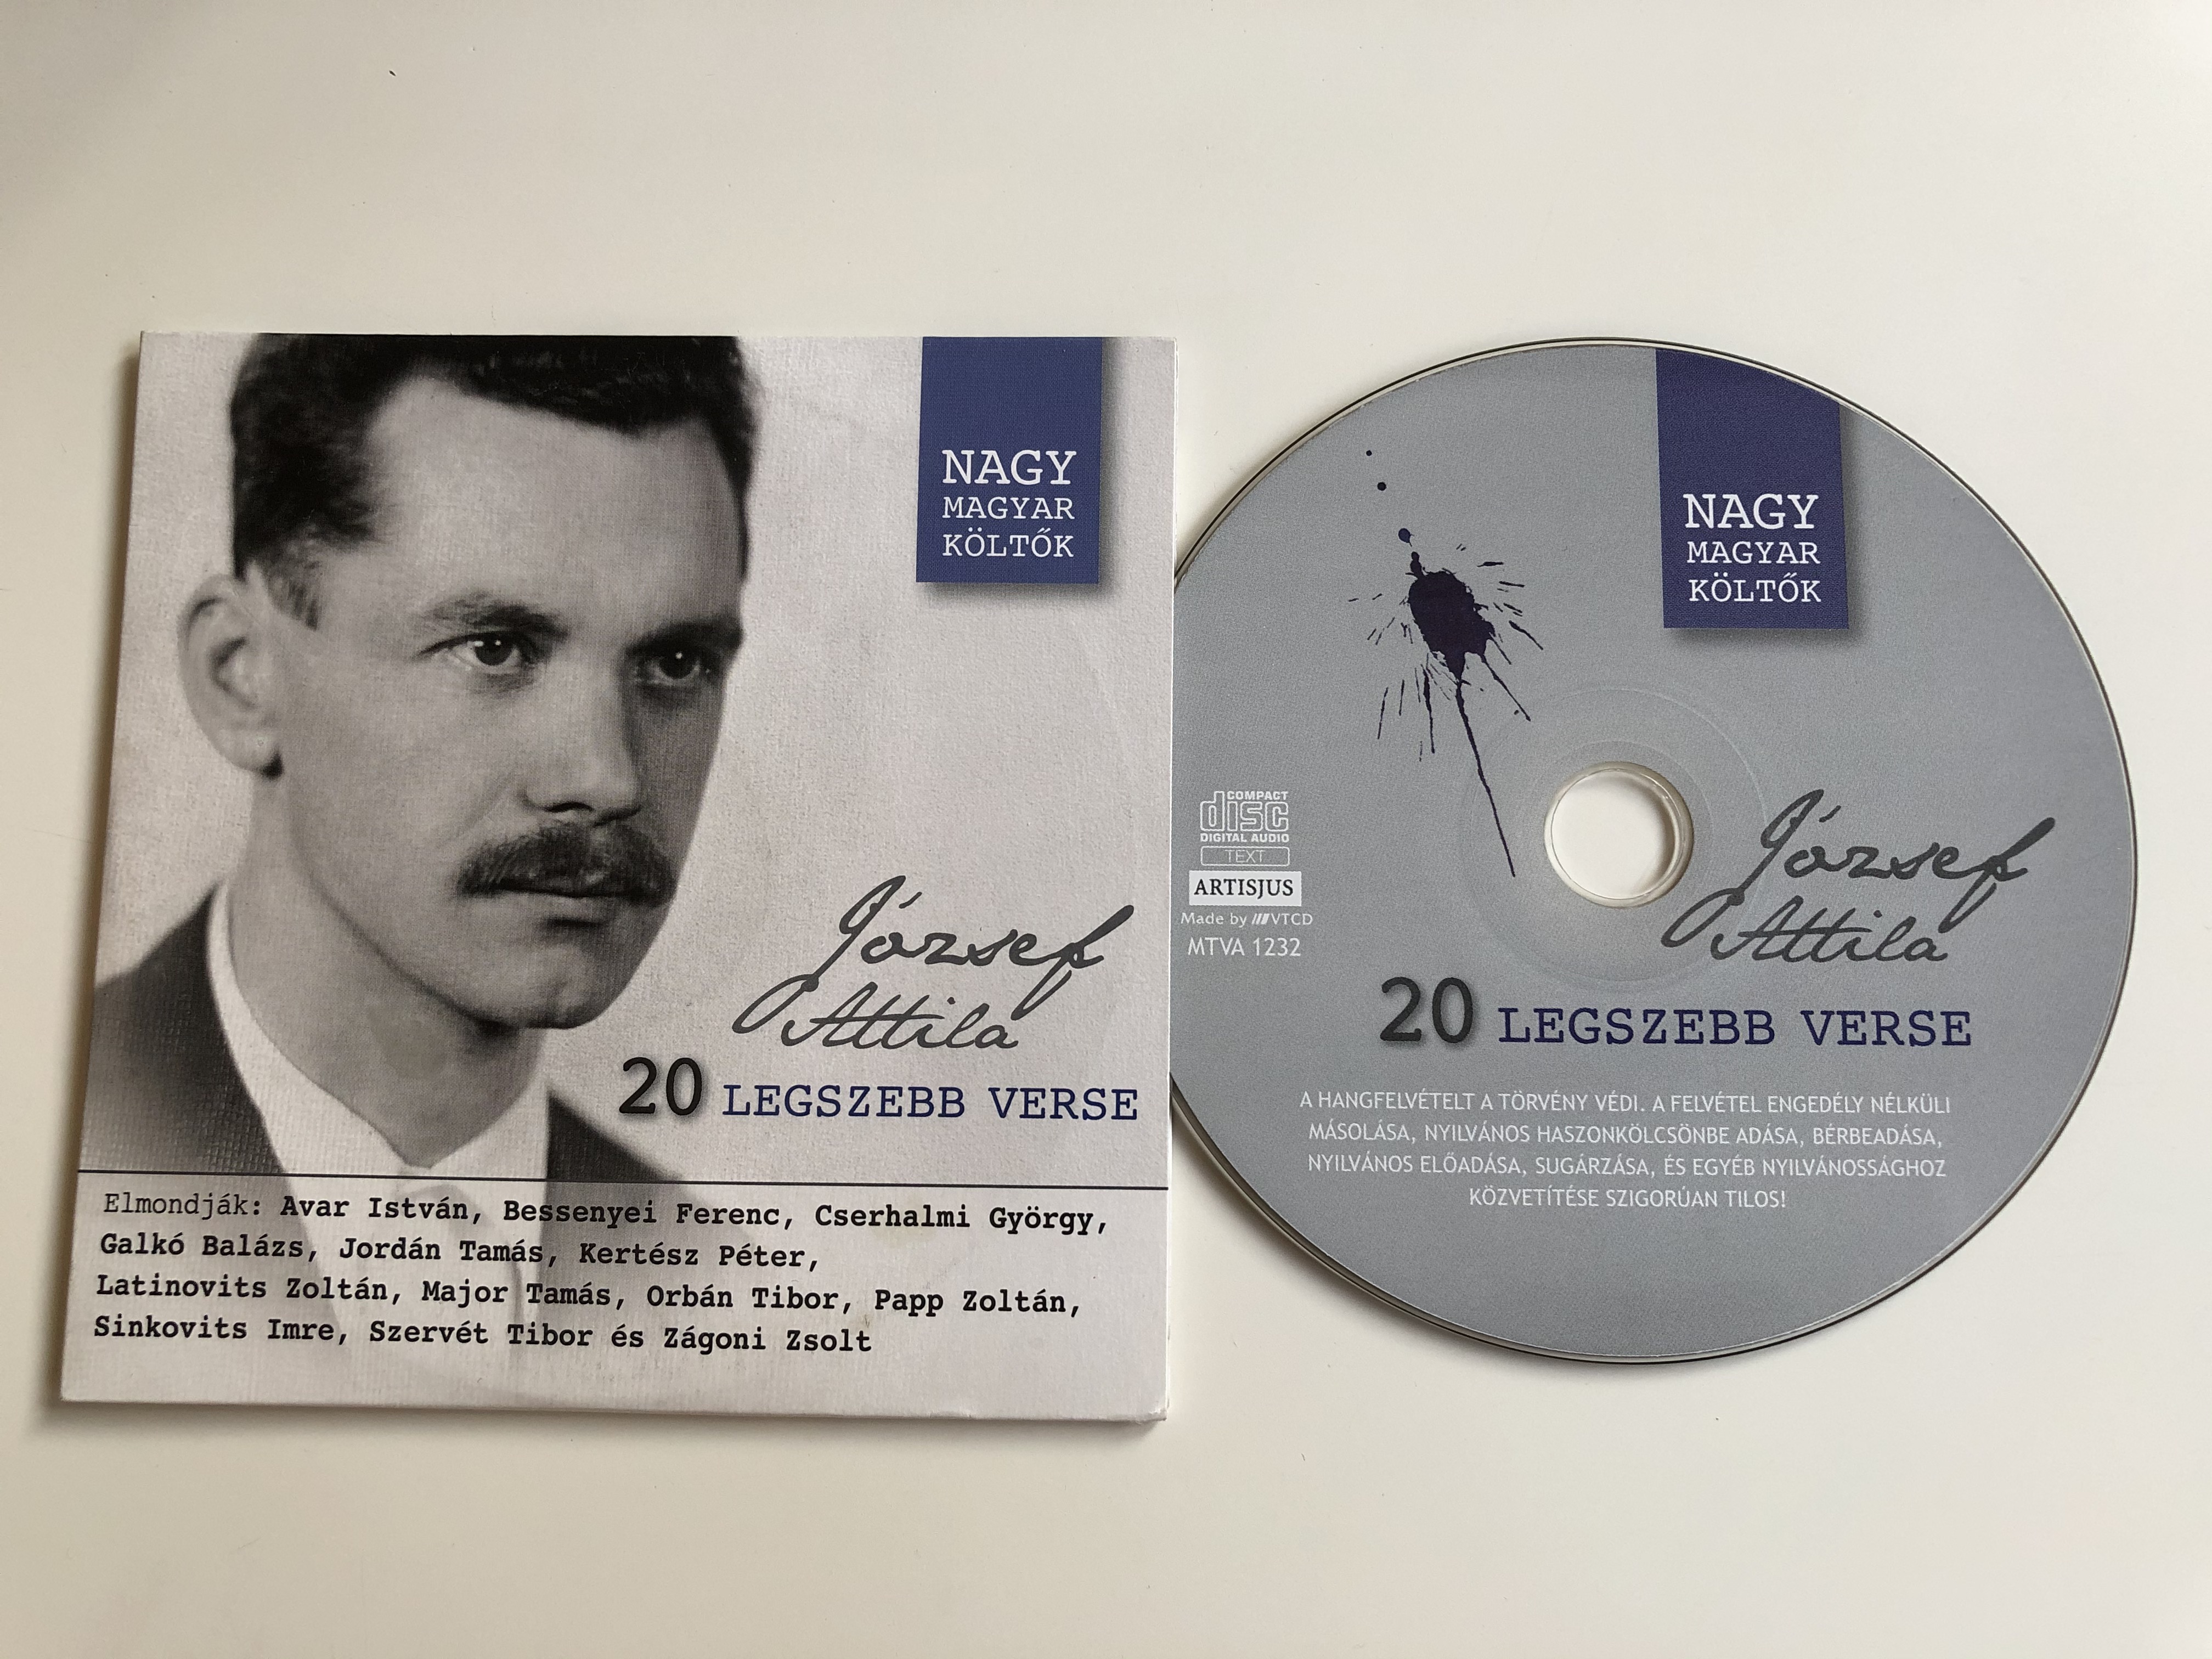 NAGY
MAGYAR
KÖLTŐK
József
Attila
20 LEGSZEBB VERSE
Elmondják: Avar István, Bessenyei Ferenc, Cserhalmi György,
Galkó Balázs, Jordán Tamás, Kertész Péter,
Latinovits Zoltán, Major Tamás, Orbán Tibor, Papp Zoltán,
Sinkovits Imre, Szervét Tibor és Zágoni Zsolt
NAGY
MAGYAR
KÖLTŐK
COMPACT
disc
DIGITAL AUDIO
TEXT
ARTISJUS
Made by VTCD
MTVA 1232
József
Attila
20 LEGSZEBB VERSE
A HANGFELVÉTELT A TÖRVÉNY VÉDI. A FELVÉTEL ENGEDÉLY NÉLKÜLI
MÁSOLÁSA, NYILVÁNOS HASZONKÖLCSÖNBE ADÁSA, BÉRBEADÁSA,
NYILVÁNOS ELŐADÁSA, SUGÁRZÁSA, ÉS EGYÉB NYILVÁNOSSÁGHOZ
KÖZVETÍTÉSE SZIGORÚAN TILOS!